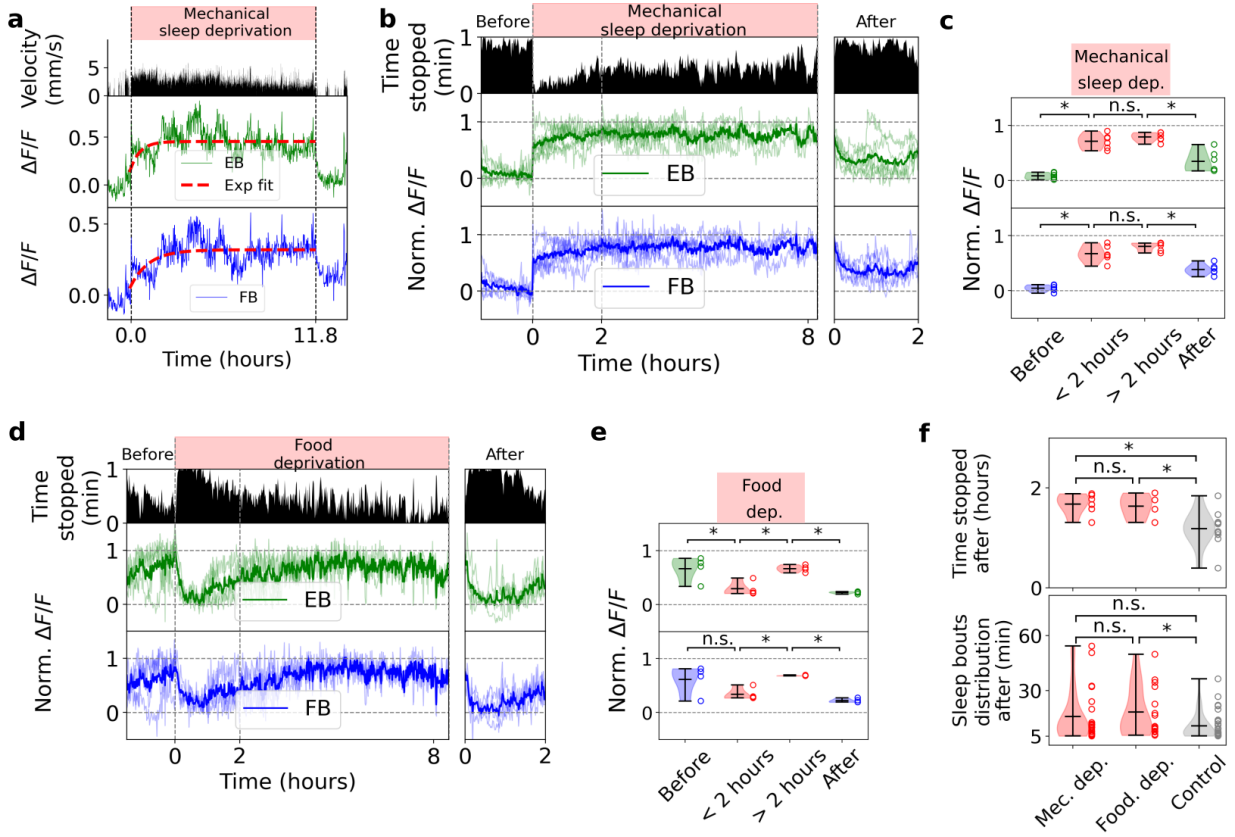 a
Mechanical
sleep deprivation
Velocity
(mm/s)
5
0
ΔF/F
0.5
0.0
EB
Exp fit
ΔF/F
0.5
0.0
FB
0.0
11.8
Time (hours)
b
Before
Mechanical
sleep deprivation
After
Time
stopped
(min)
1
0
1
0
EB
Norm. ΔF/F
1
0
FB
0
2
8
0
2
Time (hours)
c
Mechanical
sleep dep.
* n.s. *
1
0
* n.s. *
1
0
Norm. ΔF/F
Before
< 2 hours
> 2 hours
After
d
Before
Food
deprivation
After
Time
stopped
(min)
1
0
1
0
EB
Norm. ΔF/F
1
0
FB
0
2
8
0
2
Time (hours)
e
Food
dep.
* * *
1
0
n.s. * *
1
0
Norm. ΔF/F
Before
< 2 hours
> 2 hours
After
f
*
n.s. *
2
0
Time stopped
after (hours)
n.s.
n.s. *
60
30
5
Sleep bouts
distribution
after (min)
Mec. dep.
Food. dep.
Control